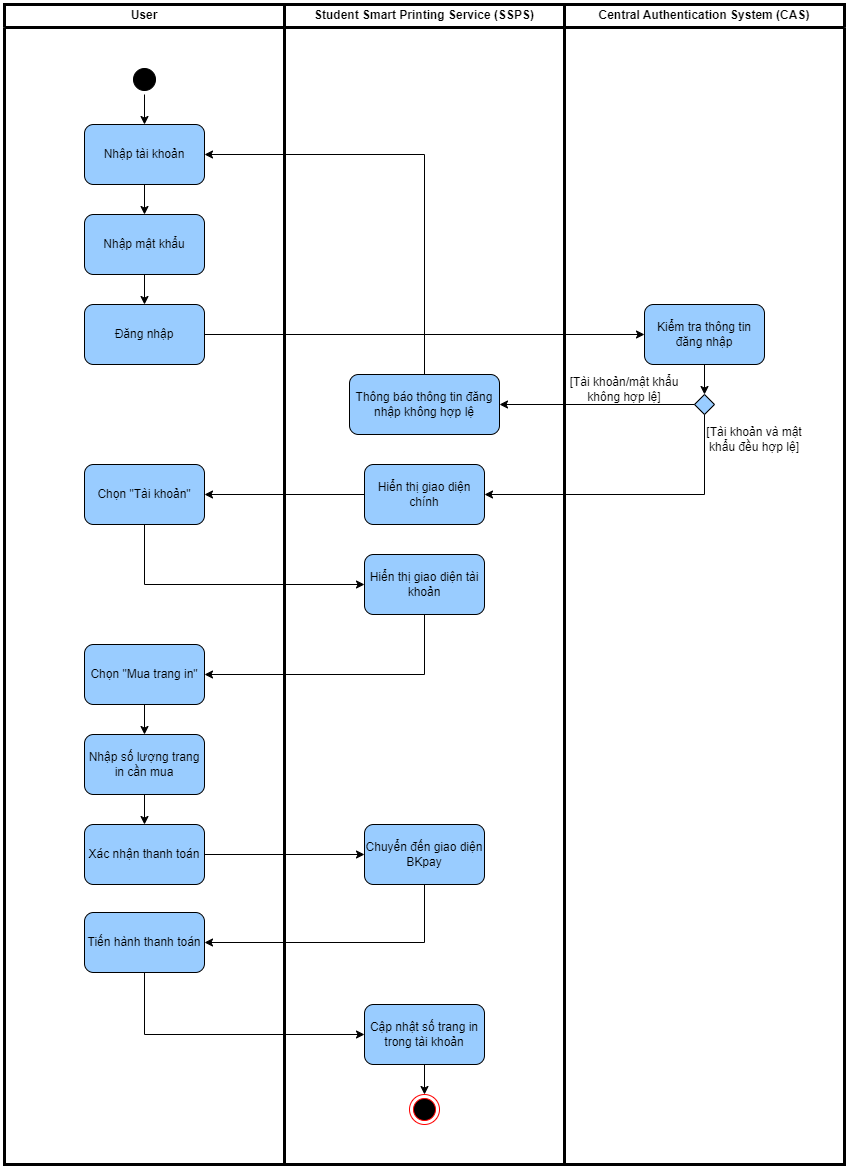 User
Student Smart Printing Service (SSPS)
Central Authentication System (CAS)
Nhập tài khoản
Nhập mật khẩu
Đăng nhập
Kiểm tra thông tin
đăng nhập
[Tài khoản/mật khẩu
không hợp lệ]
Thông báo thông tin đăng
nhập không hợp lệ
[Tài khoản và mật
khẩu đều hợp lệ]
Chọn "Tài khoản"
Hiển thị giao diện
chính
Hiển thị giao diện tài
khoản
Chọn "Mua trang in"
Nhập số lượng trang
in cần mua
Xác nhận thanh toán
Chuyển đến giao diện
BKpay
Tiến hành thanh toán
Cập nhật số trang in
trong tài khoản